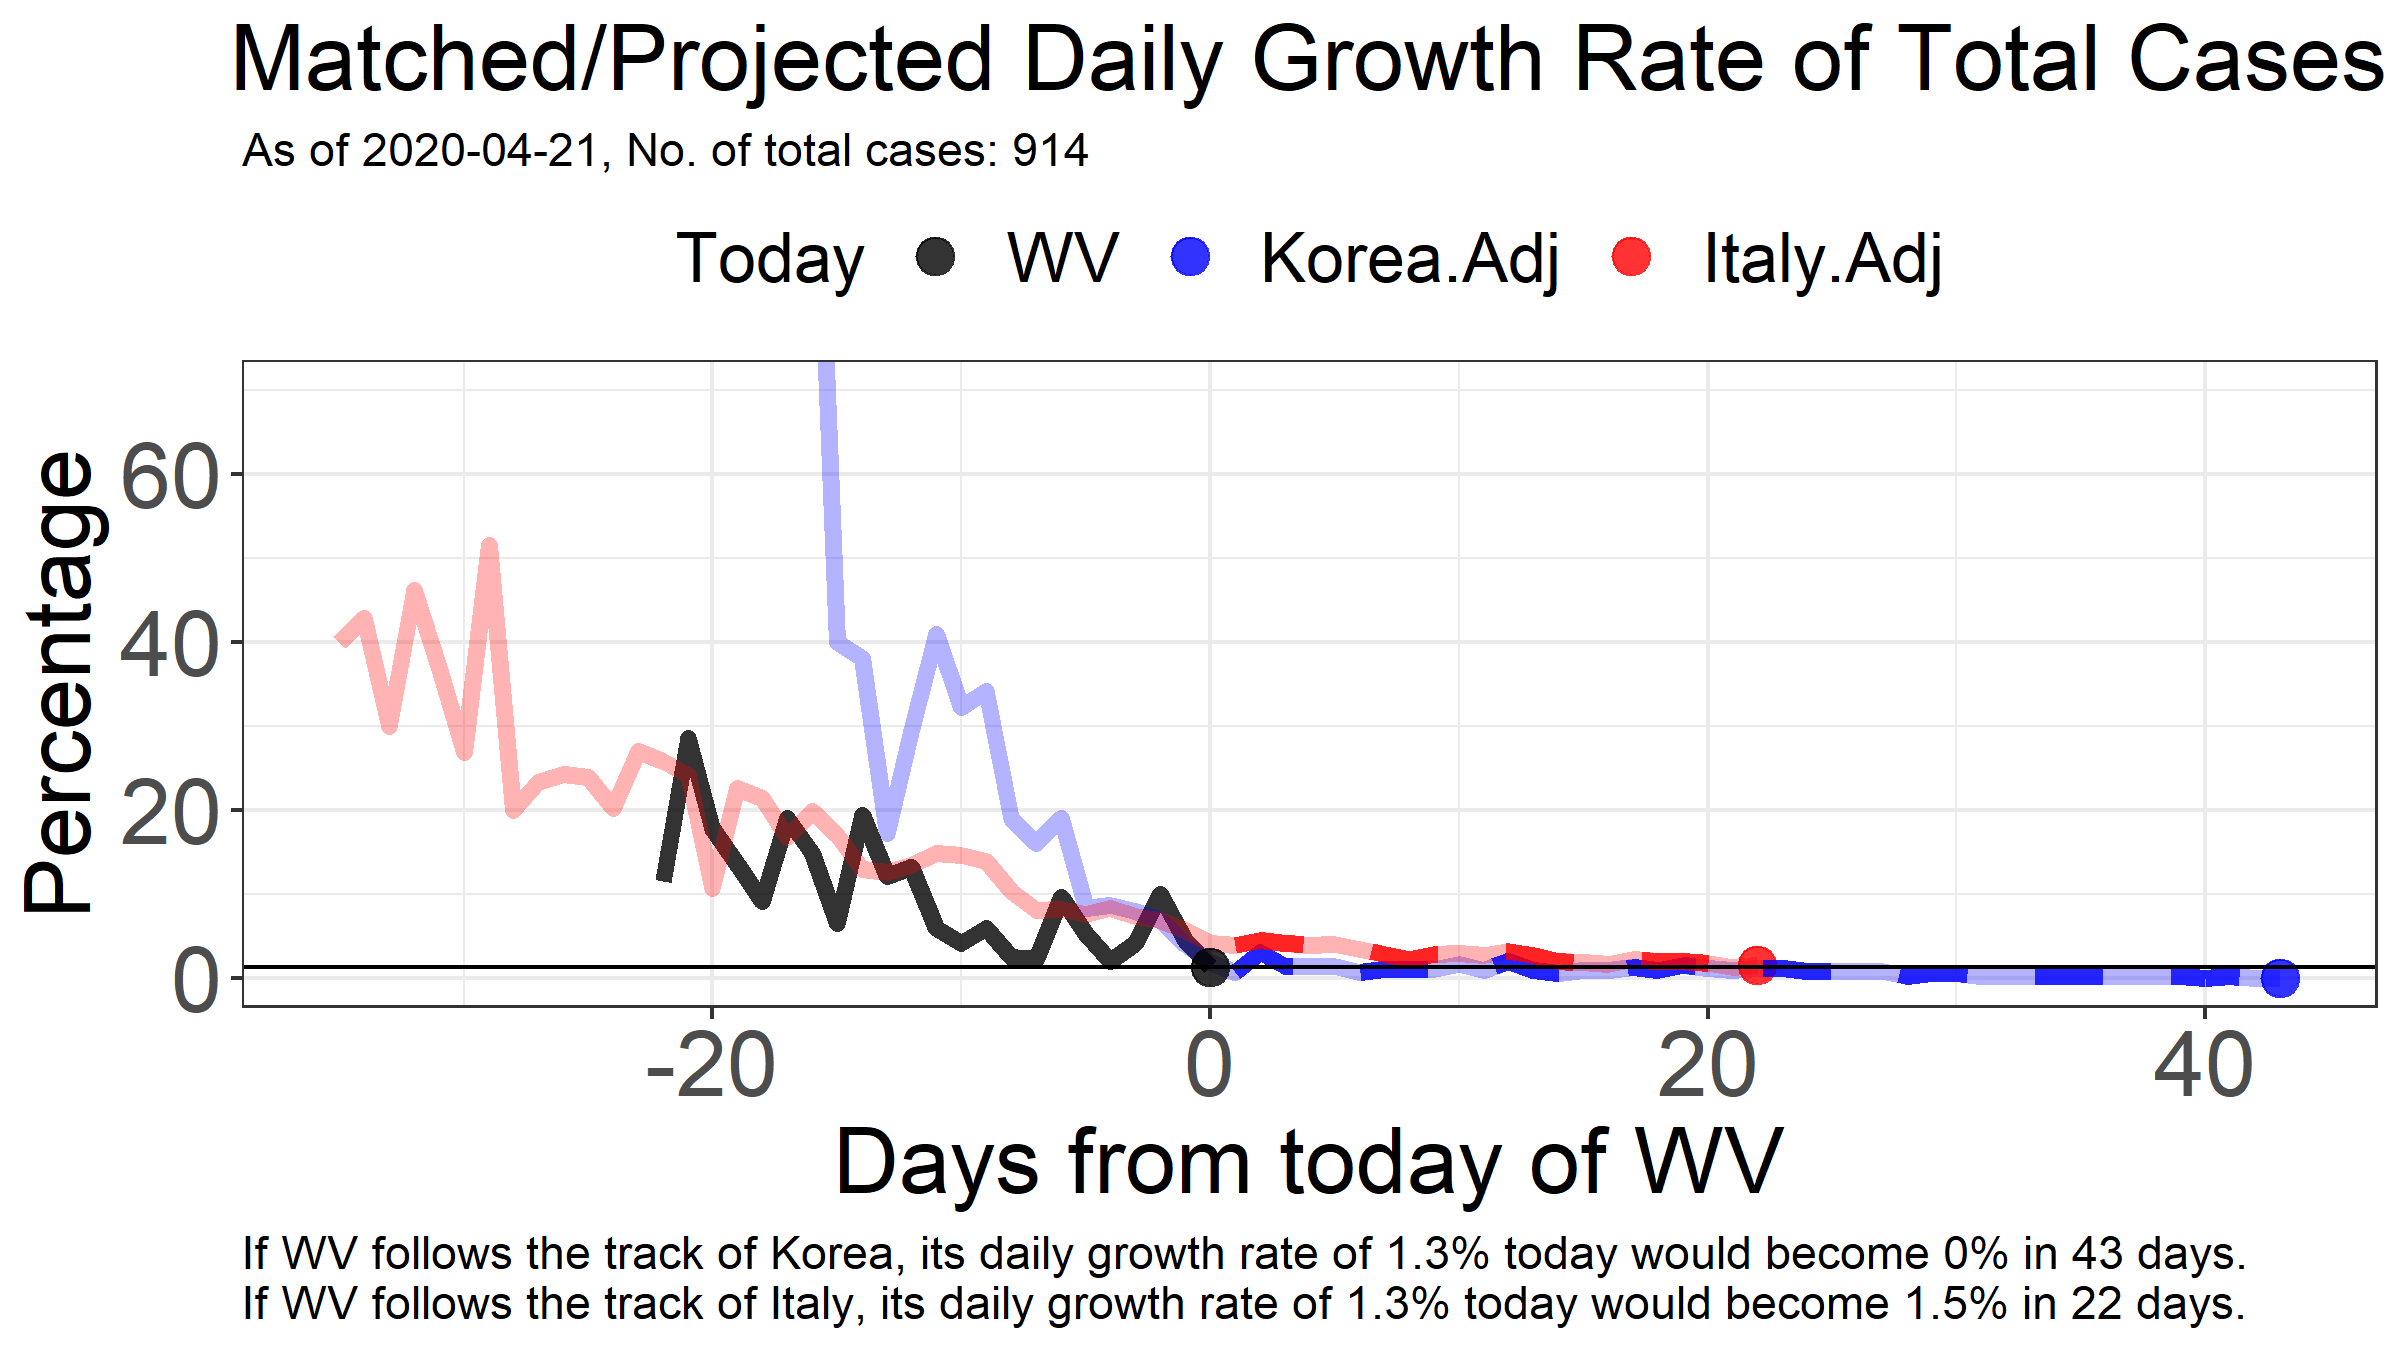 Matched/Projected Daily Growth Rate of Total Cases
As of 2020-04-21, No. of total cases: 914
Today WV Korea.Adj Italy.Adj
Percentage
60
40
20
0
-20 0 20 40
Days from today of WV
If WV follows the track of Korea, its daily growth rate of 1.3% today would become 0% in 43 days.
If WV follows the track of Italy, its daily growth rate of 1.3% today would become 1.5% in 22 days.